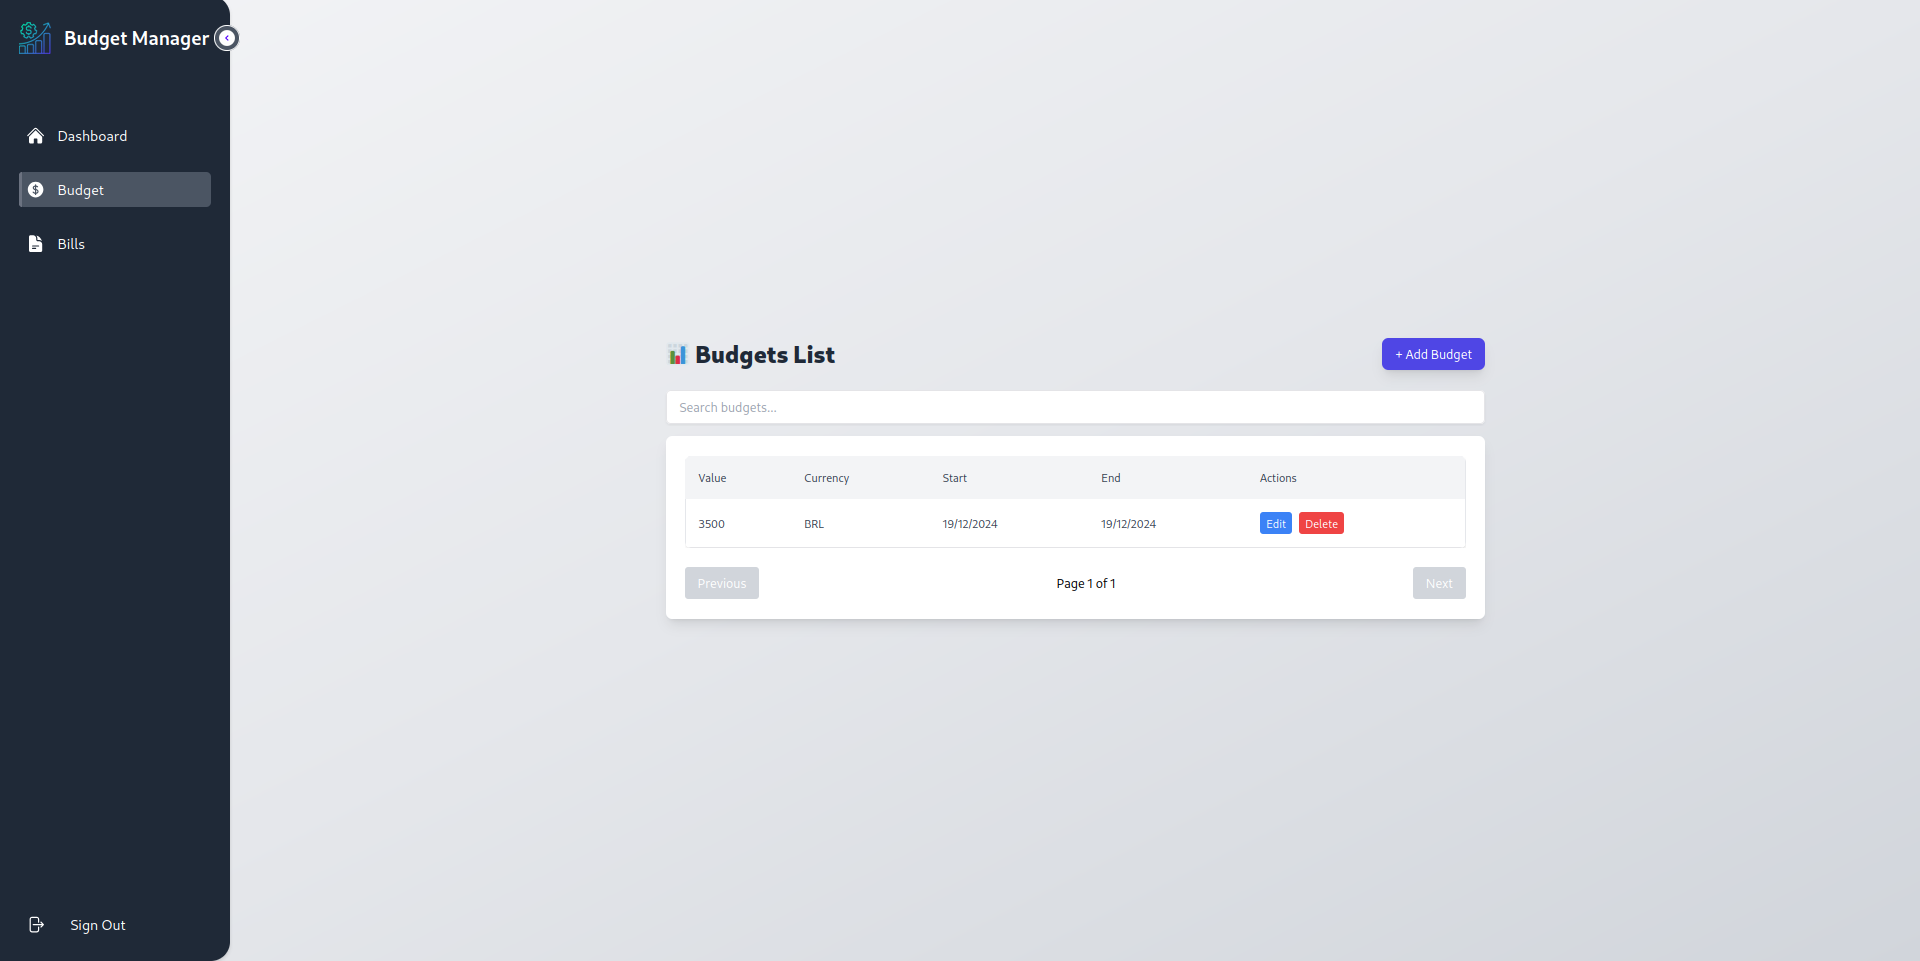 Budget Manager
Dashboard
Budget
Bills
Sign Out
Budgets List
+ Add Budget
Search budgets...
Value Currency Start End Actions
3500 BRL 19/12/2024 19/12/2024 Edit Delete
Previous Page 1 of 1 Next